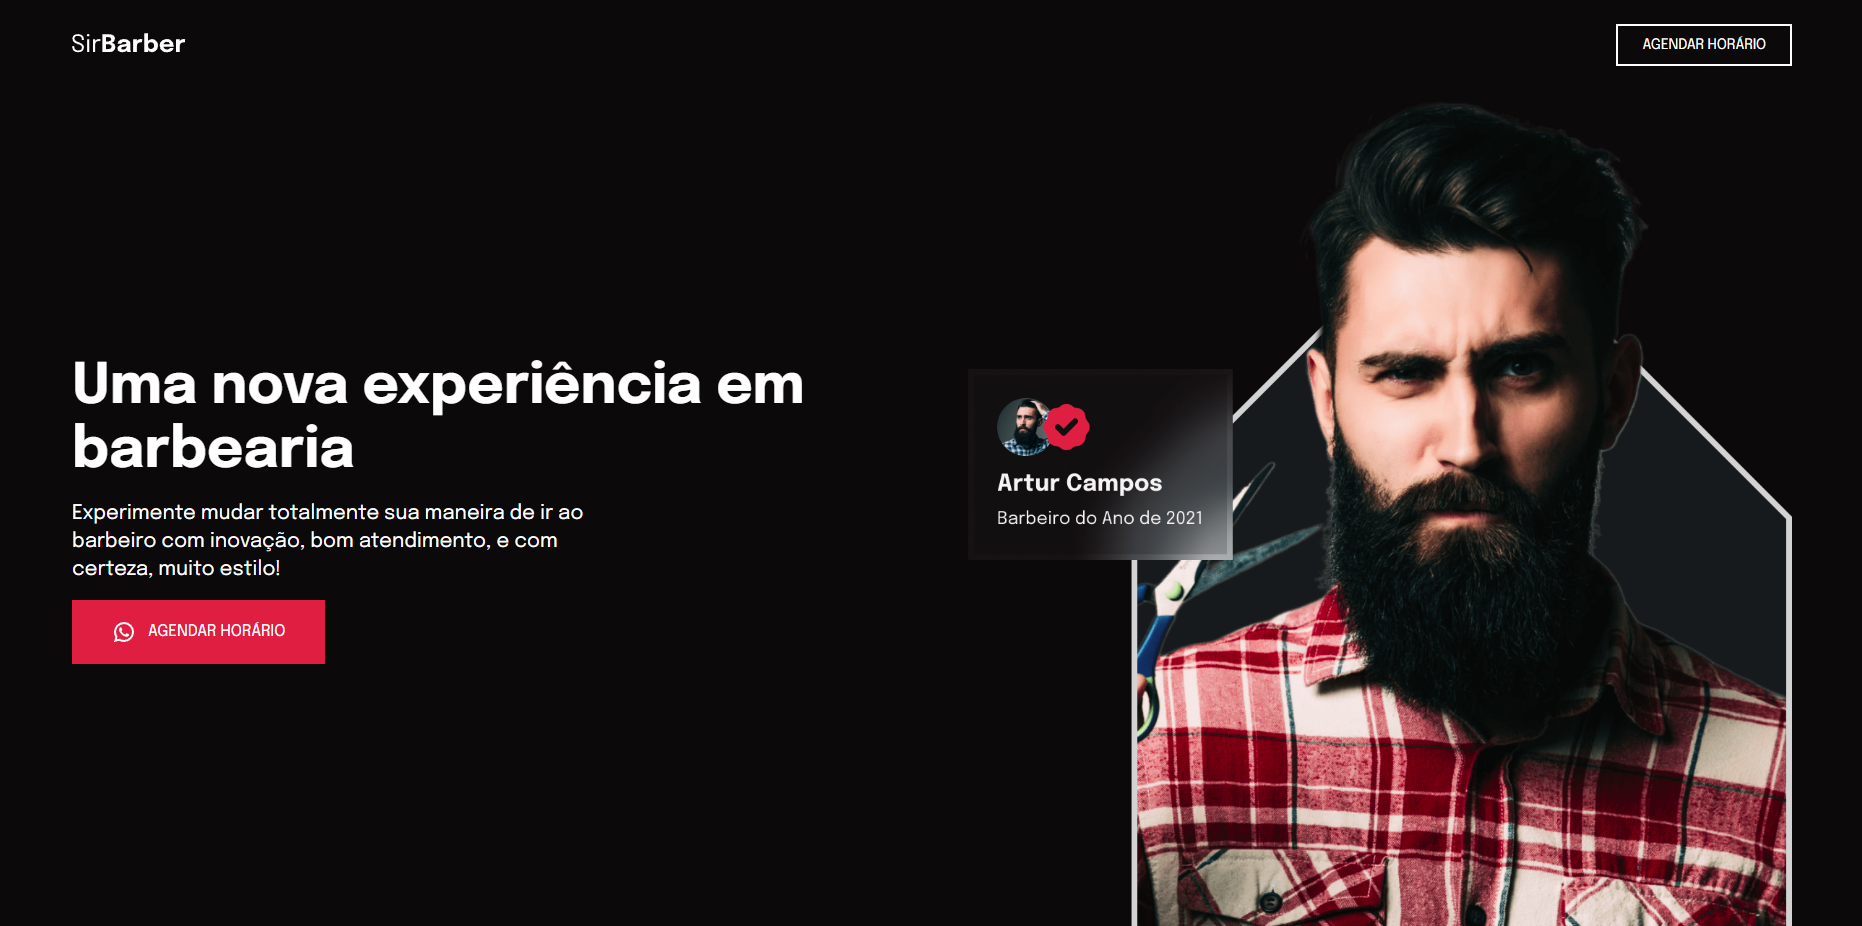 SirBarber
AGENDAR HORÁRIO
Uma nova experiência em
barbearia
Experimente mudar totalmente sua maneira de ir ao
barbeiro com inovação, bom atendimento, e com
certeza, muito estilo!
AGENDAR HORÁRIO
Artur Campos
Barbeiro do Ano de 2021